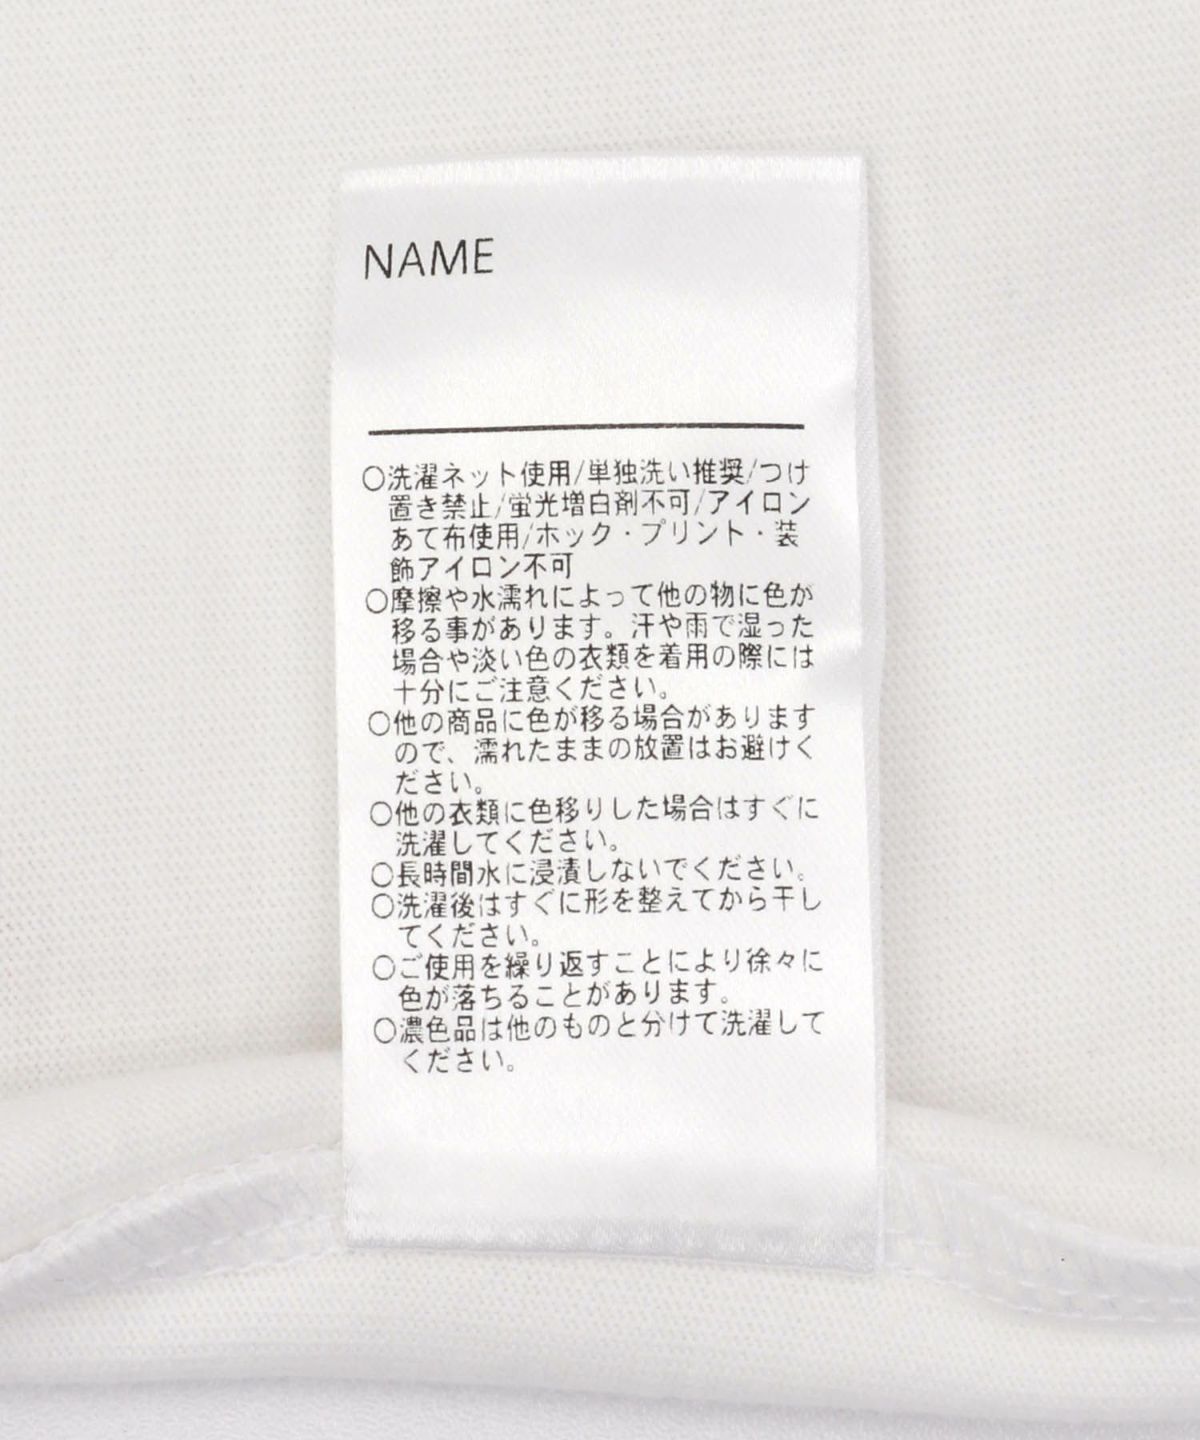 NAME
○洗濯ネット使用/単独洗い推奨/つけ
置き禁止/蛍光増白剤不可/アイロン
あて布使用/ホック・プリント・装
飾アイロン不可
○摩擦や水濡れによって他の物に色が
移る事があります。汗や雨で湿った
場合や淡い色の衣類を着用の際には
十分にご注意ください。
○他の商品に色が移る場合があります
ので、濡れたままの放置はお避けく
ださい。
○他の衣類に色移りした場合はすぐに
洗濯してください。
○長時間水に浸漬しないでください。
○洗濯後はすぐに形を整えてから干し
てください。
○ご使用を繰り返すことにより徐々に
色が落ちることがあります。
○濃色品は他のものと分けて洗濯して
ください。